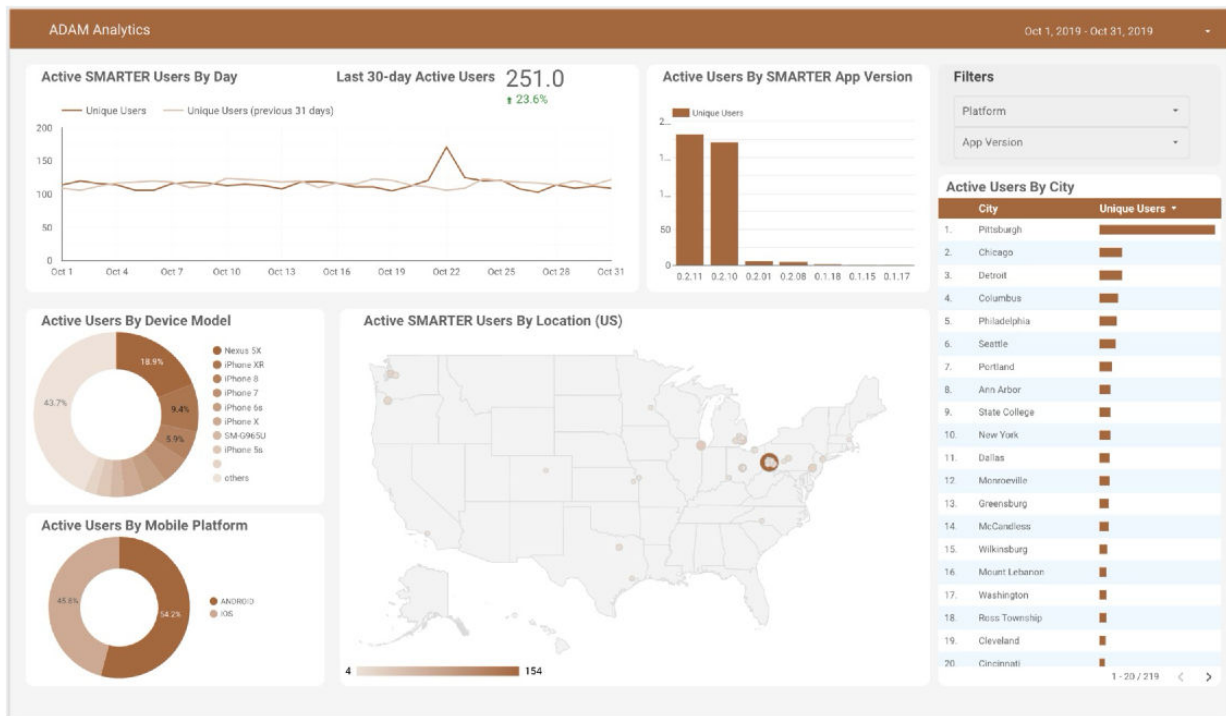 ADAM Analytics
Oct 1, 2019 - Oct 31, 2019
Active SMARTER Users By Day
Last 30-day Active Users 251.0
23.6%
Unique Users
Unique Users (previous 31 days)
200
150
100
50
0
Oct 1 Oct 4 Oct 7 Oct 10 Oct 13 Oct 16 Oct 19 Oct 22 Oct 25 Oct 28 Oct 31
Active Users By SMARTER App Version
Unique Users
2...
1...
1...
50
0
0.2.11 0.2.10 0.2.01 0.2.08 0.1.18 0.1.15 0.1.17
Filters
Platform
App Version
Active Users By City
City Unique Users
1. Pittsburgh
2. Chicago
3. Detroit
4. Columbus
5. Philadelphia
6. Seattle
7. Portland
8. Ann Arbor
9. State College
10. New York
11. Dallas
12. Monroeville
13. Greensburg
14. McCandless
15. Wilkinsburg
16. Mount Lebanon
17. Washington
18. Ross Township
19. Cleveland
20. Cincinnati
1 - 20 / 219
Active Users By Device Model
18.9%
9.4%
5.9%
43.7%
Nexus 5X
iPhone XR
iPhone 8
iPhone 7
iPhone 6s
iPhone X
SM-G965U
iPhone 5s
others
Active Users By Mobile Platform
45.8%
54.2%
ANDROID
IOS
Active SMARTER Users By Location (US)
4
154